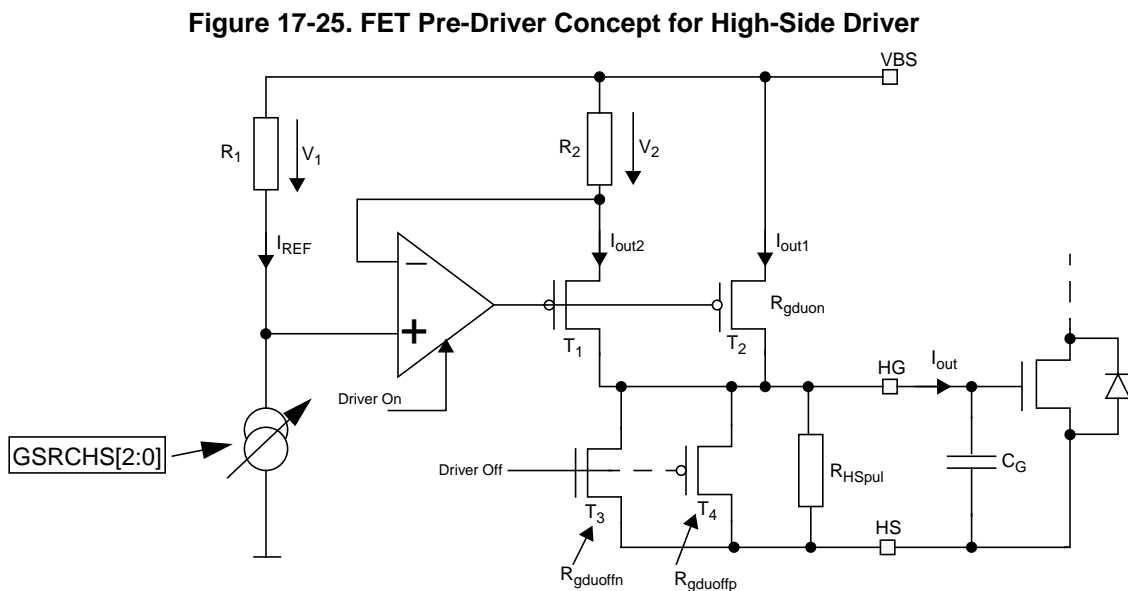 Figure 17-25. FET Pre-Driver Concept for High-Side Driver
VBS
R1
V1
R2
V2
IREF
Iout2
Iout1
−
+
Rgduon
T1
T2
HG
Iout
Driver On
GSRCHS[2:0]
Driver Off
RHSpul
CG
T3
T4
HS
Rgduoffn
Rgduoffp